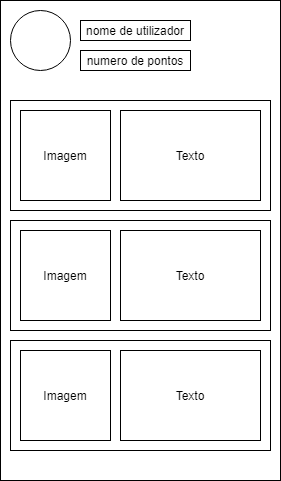 nome de utilizador
numero de pontos
Imagem
Texto
Imagem
Texto
Imagem
Texto